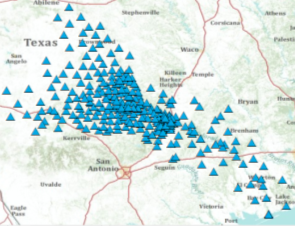 Abilene
Stephenville
Athens
Corsicana
Texas
Waco
San
Angelo
Killeen
Harker
Heights
Temple
Bryan
Brenham
Kerrville
San
Antonio
Seguin
Uvalde
Eagle
Pass
Victoria
Lake
Port